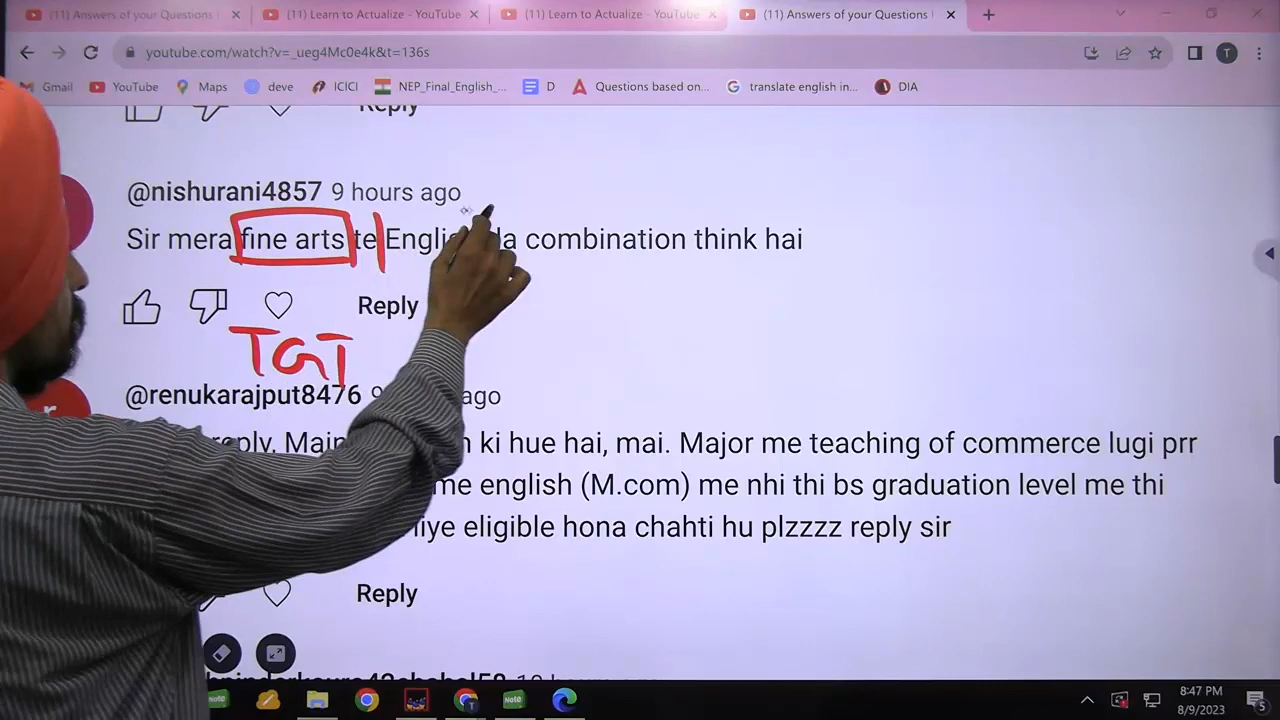 (11) Answers of your Questions
(11) Learn to Actualize - YouTube
(11) Learn to Actualize - YouTube
(11) Answers of your Questions
youtube.com/watch?v=_ueg4Mc0e4k&t=136s
T
Gmail
YouTube
Maps
deve
ICICI
NEP_Final_English_...
D
Questions based on...
translate english in...
DIA
Reply
@nishurani4857 9 hours ago
Sir mera fine arts te combination think hai
Reply
TGT
@renukarajput8476 ago
reply, ki hue hai, mai. Major me teaching of commerce lugi prr
me english (M.com) me nhi thi bs graduation level me thi
liye eligible hona chahti hu plzzzz reply sir
r
Reply
8:47 PM
8/9/2023
5